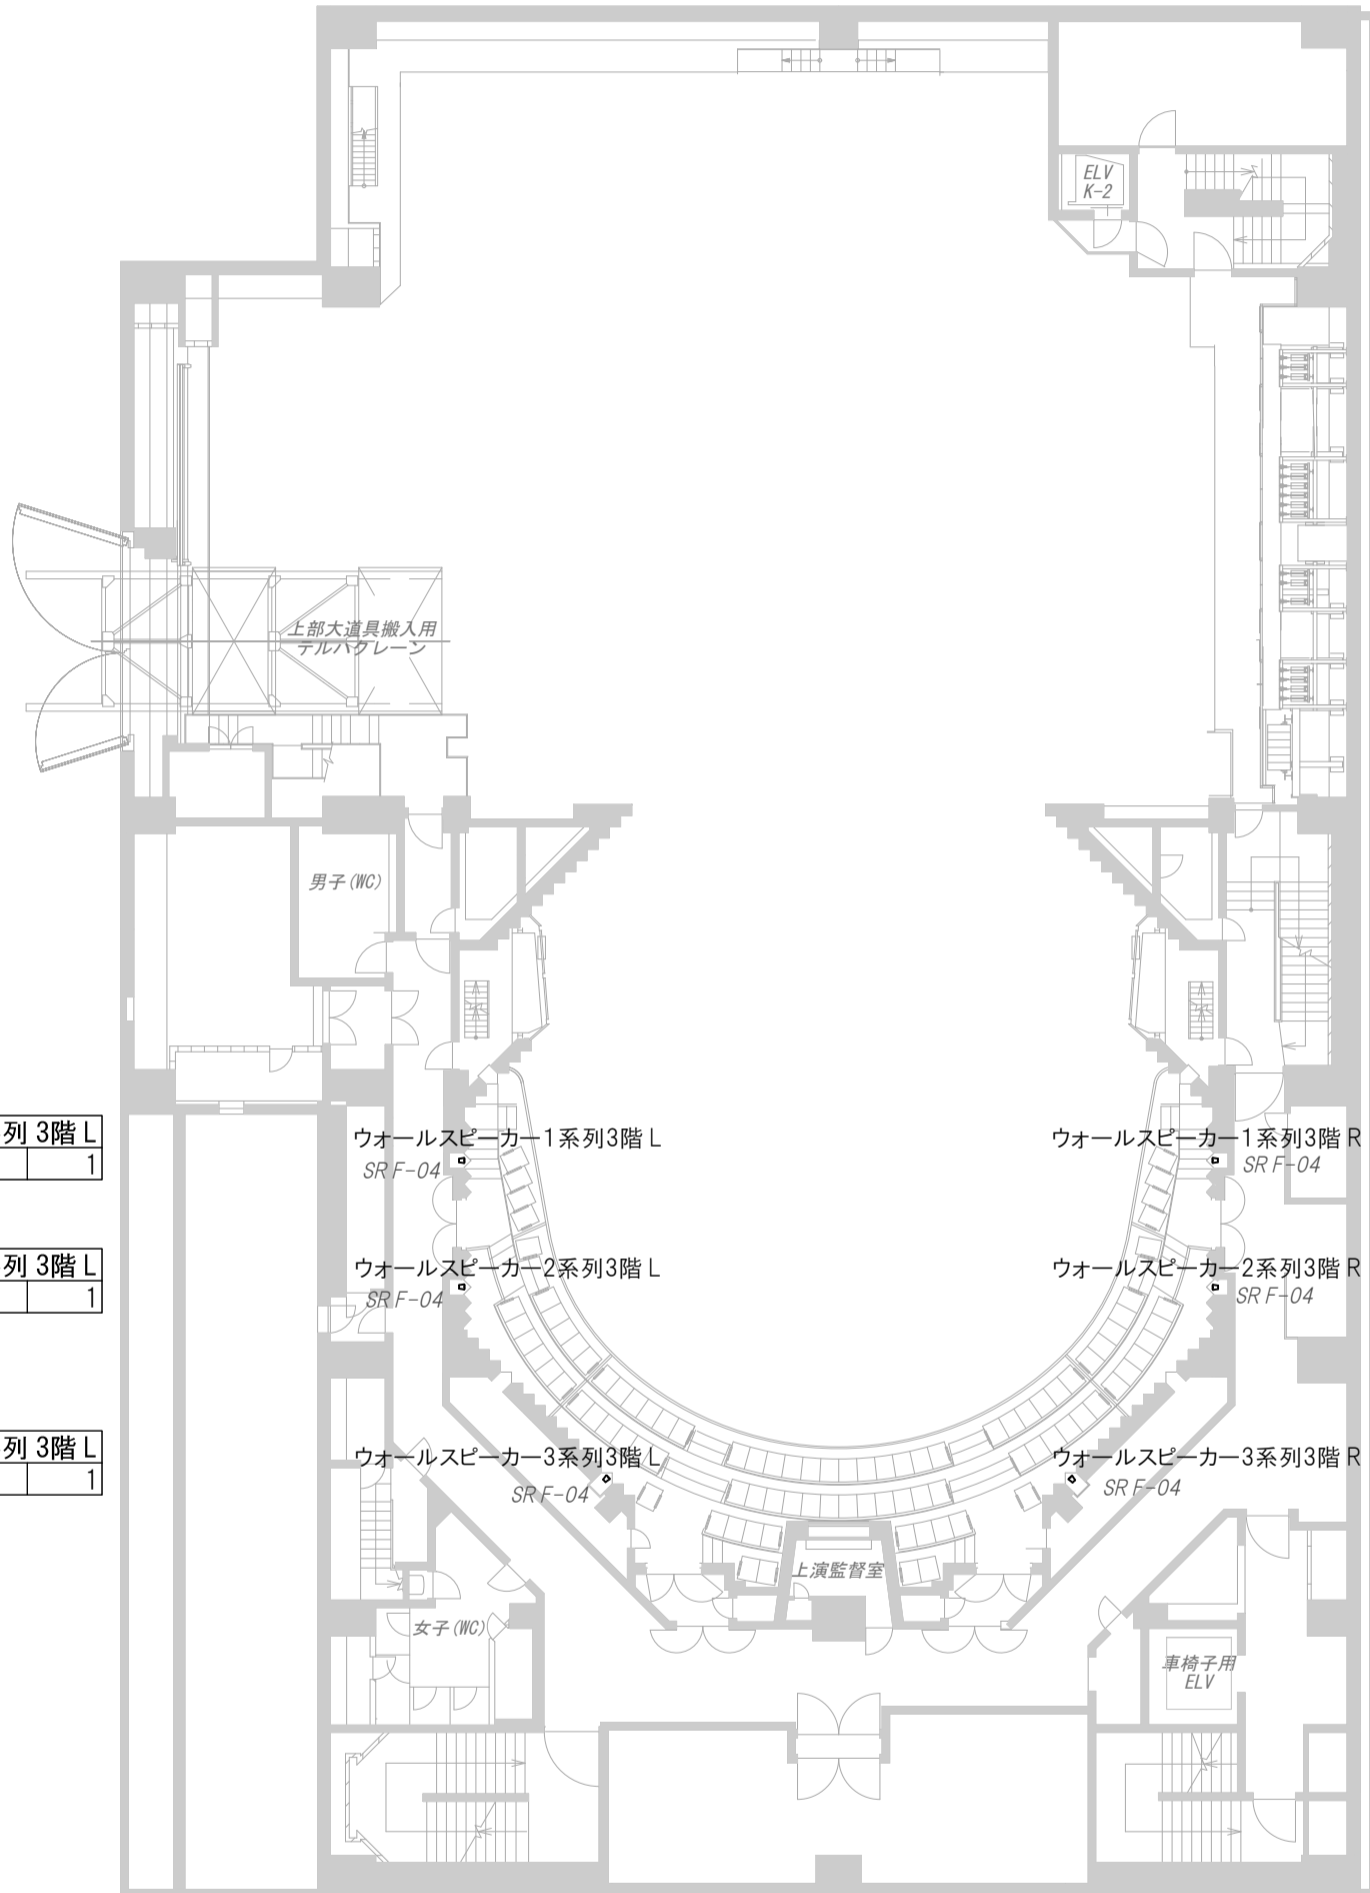 ELV
K-2
上部大道具搬入用
テルハクレーン
男子(WC)
列 3階 L
1
ウォールスピーカー1系列3階 L
SR F-04
ウォールスピーカー1系列3階 R
SR F-04
列 3階 L
1
ウォールスピーカー2系列3階 L
SR F-04
ウォールスピーカー2系列3階 R
SR F-04
列 3階 L
1
ウォールスピーカー3系列3階 L
SR F-04
ウォールスピーカー3系列3階 R
SR F-04
上演監督室
女子(WC)
車椅子用
ELV